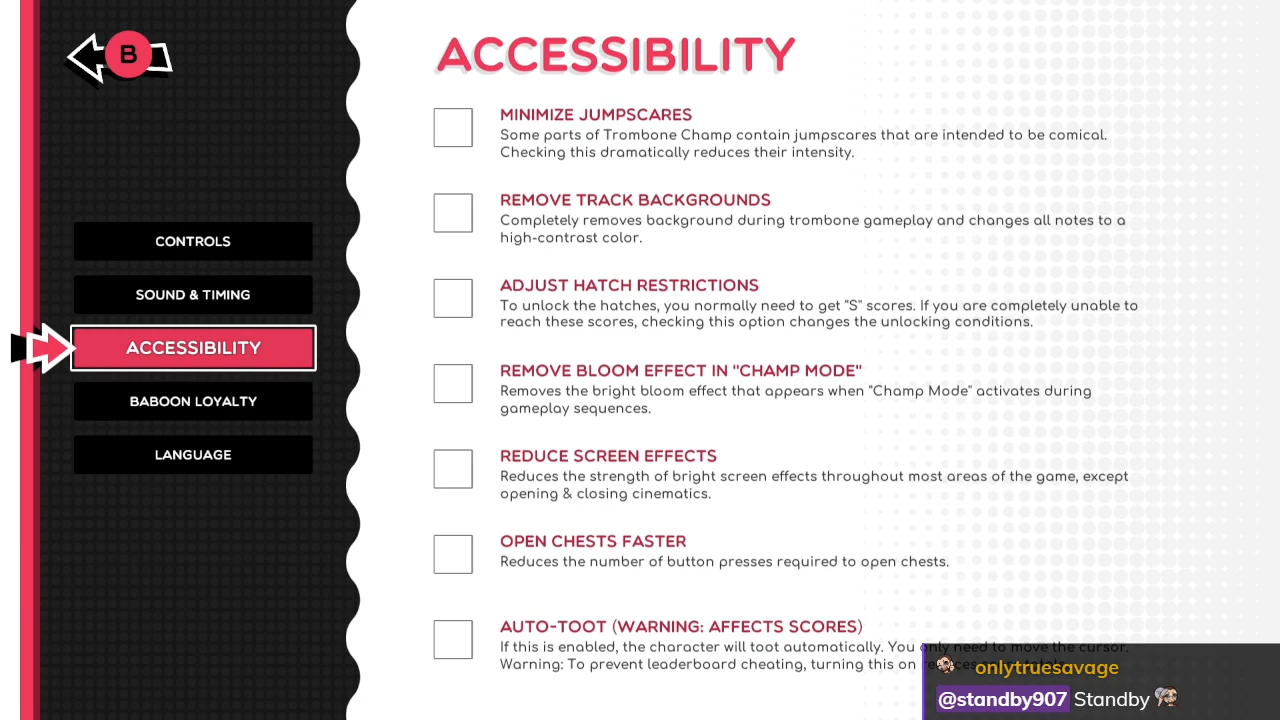 B
CONTROLS
SOUND & TIMING
ACCESSIBILITY
BABOON LOYALTY
LANGUAGE
ACCESSIBILITY
MINIMIZE JUMPSCARES
Some parts of Trombone Champ contain jumpscares that are intended to be comical.
Checking this dramatically reduces their intensity.
REMOVE TRACK BACKGROUNDS
Completely removes background during trombone gameplay and changes all notes to a
high-contrast color.
ADJUST HATCH RESTRICTIONS
To unlock the hatches, you normally need to get "S" scores. If you are completely unable to
reach these scores, checking this option changes the unlocking conditions.
REMOVE BLOOM EFFECT IN "CHAMP MODE"
Removes the bright bloom effect that appears when "Champ Mode" activates during
gameplay sequences.
REDUCE SCREEN EFFECTS
Reduces the strength of bright screen effects throughout most areas of the game, except
opening & closing cinematics.
OPEN CHESTS FASTER
Reduces the number of button presses required to open chests.
AUTO-TOOT (WARNING: AFFECTS SCORES)
If this is enabled, the character will toot automatically. You only need to move the cursor.
Warning: To prevent leaderboard cheating, turning this on
onlytruesavage
@standby907 Standby